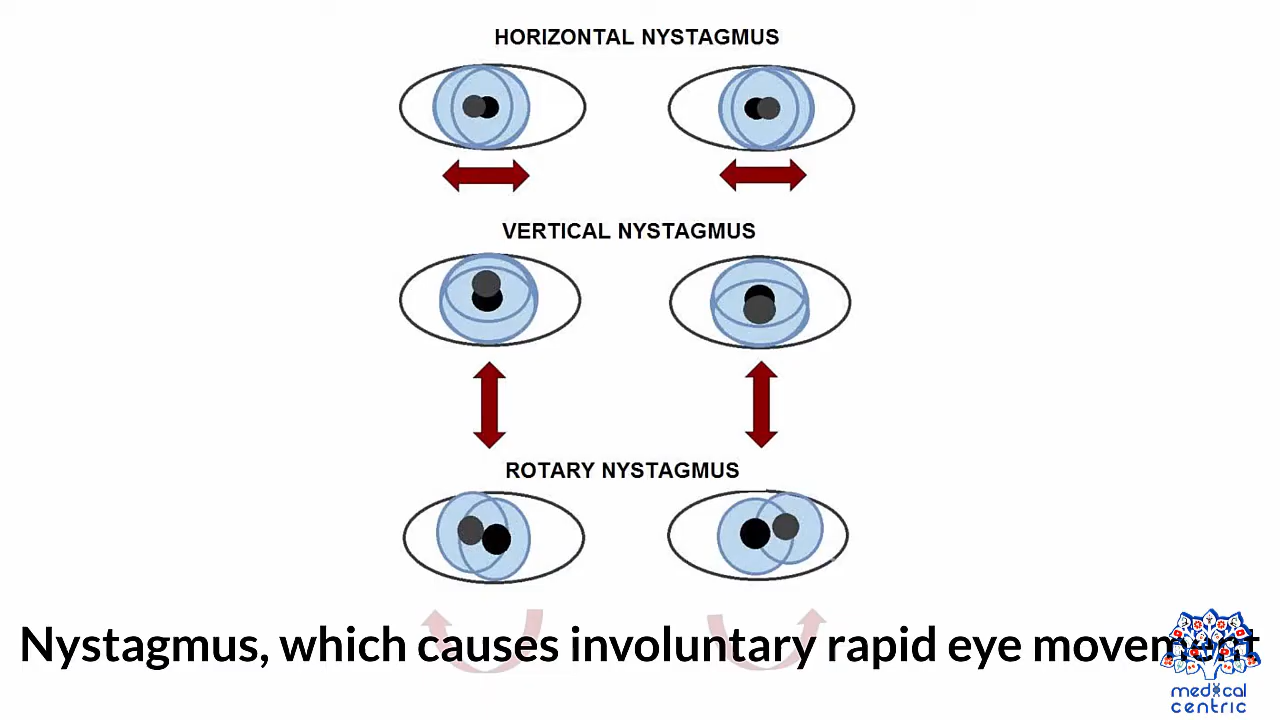 HORIZONTAL NYSTAGMUS
VERTICAL NYSTAGMUS
ROTARY NYSTAGMUS
Nystagmus, which causes involuntary rapid eye movement
medical
centric